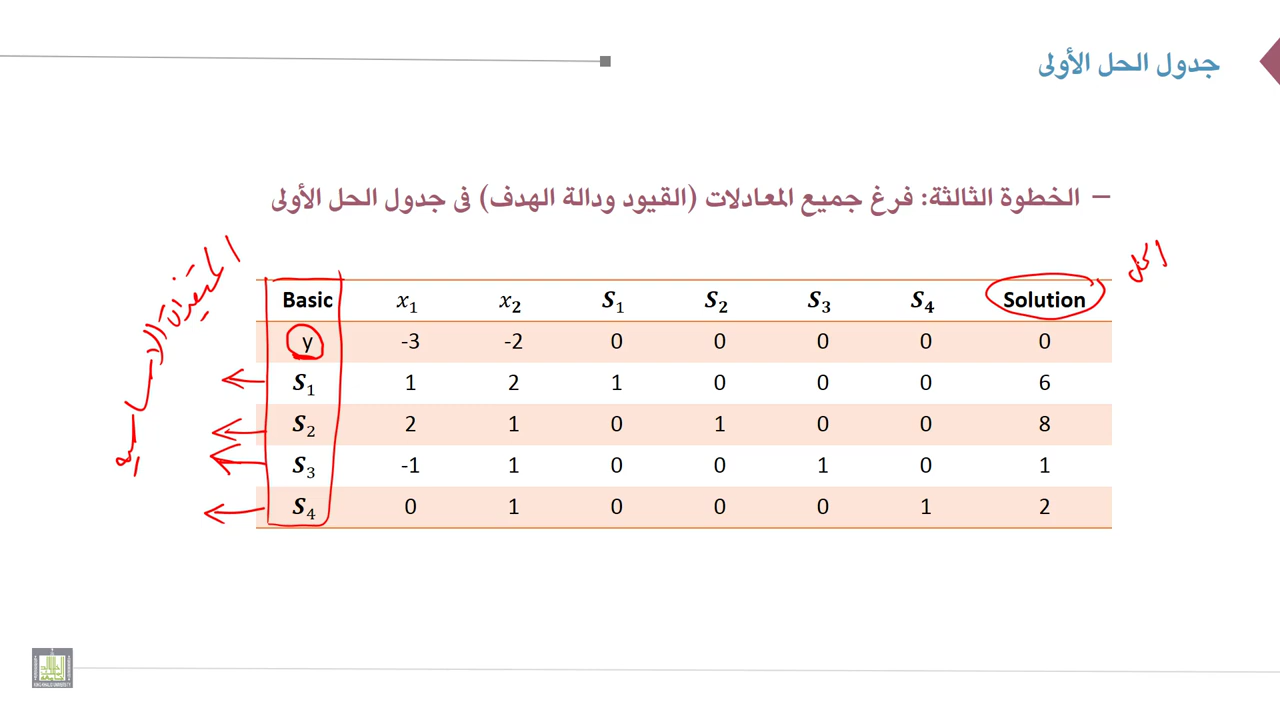 جدول الحل الأولى
– الخطوة الثالثة: فرغ جميع المعادلات (القيود ودالة الهدف) فى جدول الحل الأولى
Basic x₁ x₂ S₁ S₂ S₃ S₄ Solution
y -3 -2 0 0 0 0 0
S₁ 1 2 1 0 0 0 6
S₂ 2 1 0 1 0 0 8
S₃ -1 1 0 0 1 0 1
S₄ 0 1 0 0 0 1 2
المتغيرات الاساسيه
الحل